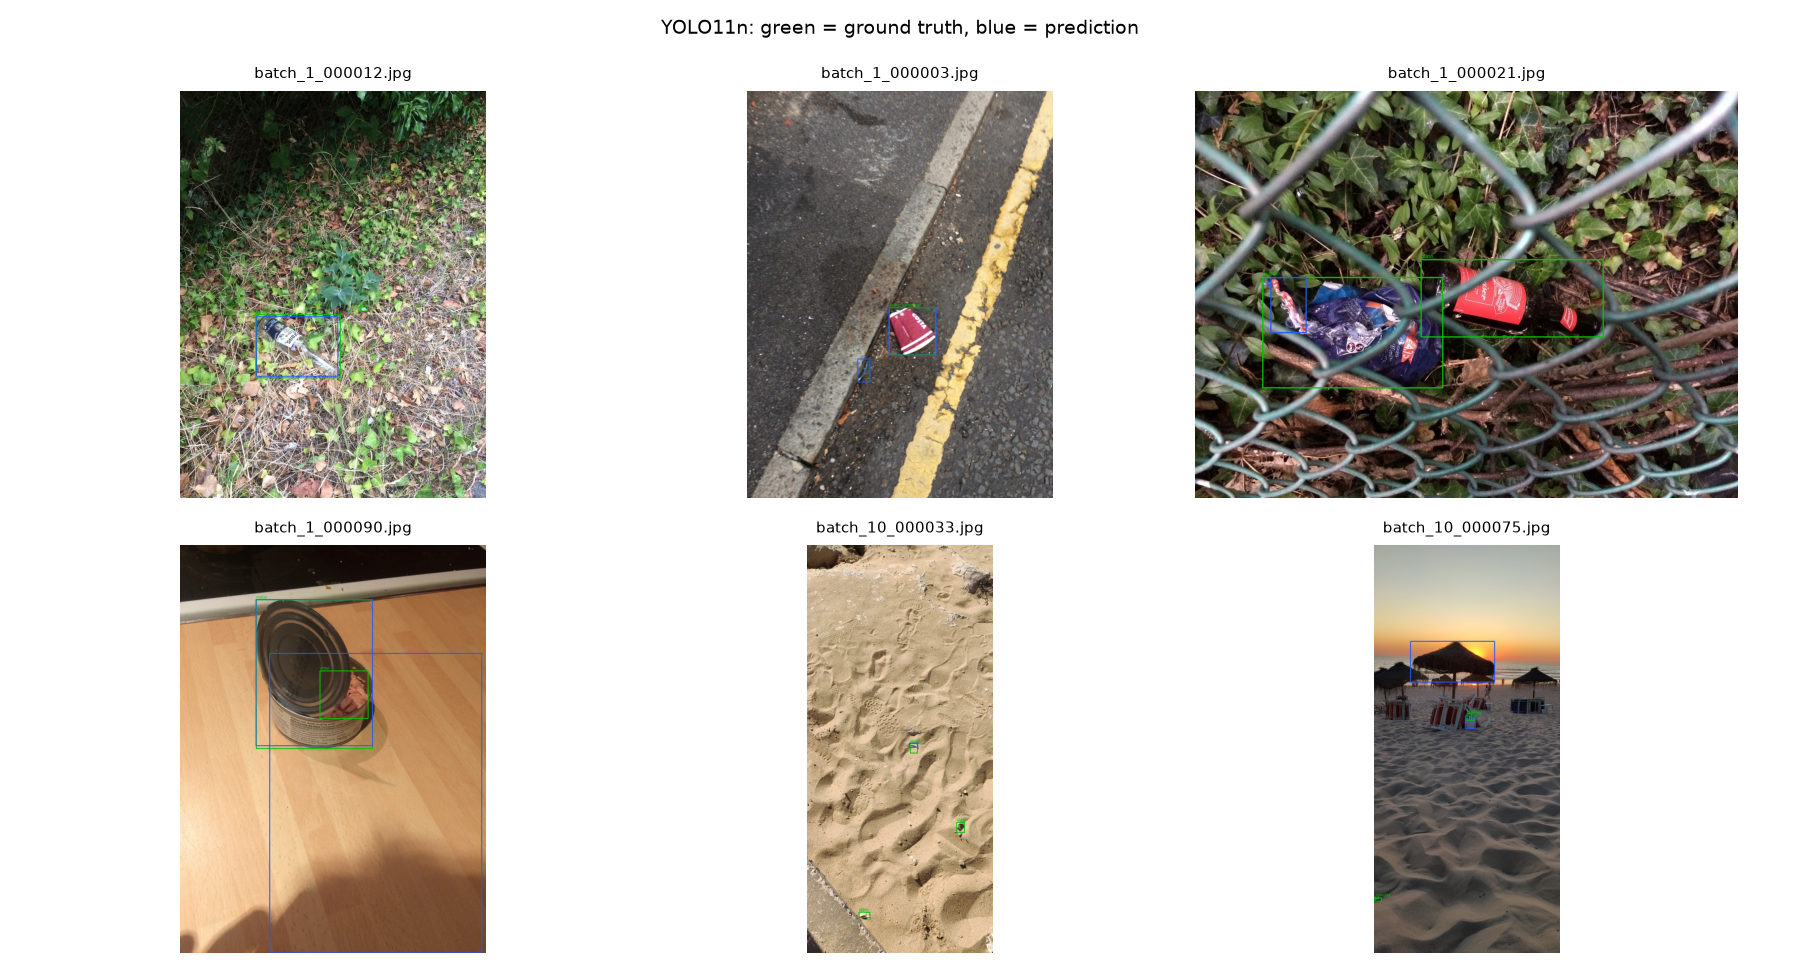 YOLO11n: green = ground truth, blue = prediction
batch_1_000012.jpg
batch_1_000003.jpg
batch_1_000021.jpg
batch_1_000090.jpg
batch_10_000033.jpg
batch_10_000075.jpg